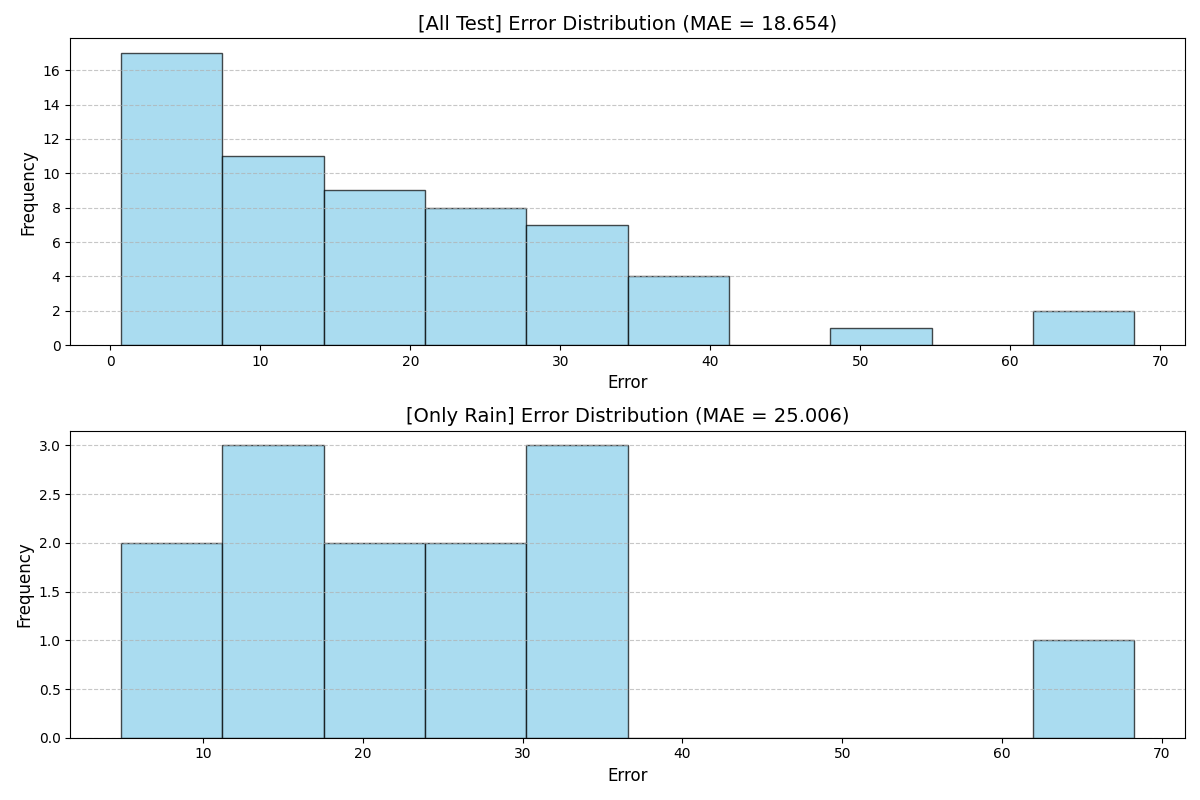 [All Test] Error Distribution (MAE = 18.654)
Frequency
16
14
12
10
8
6
4
2
0
0 10 20 30 40 50 60 70
Error
[Only Rain] Error Distribution (MAE = 25.006)
Frequency
3.0
2.5
2.0
1.5
1.0
0.5
0.0
10 20 30 40 50 60 70
Error